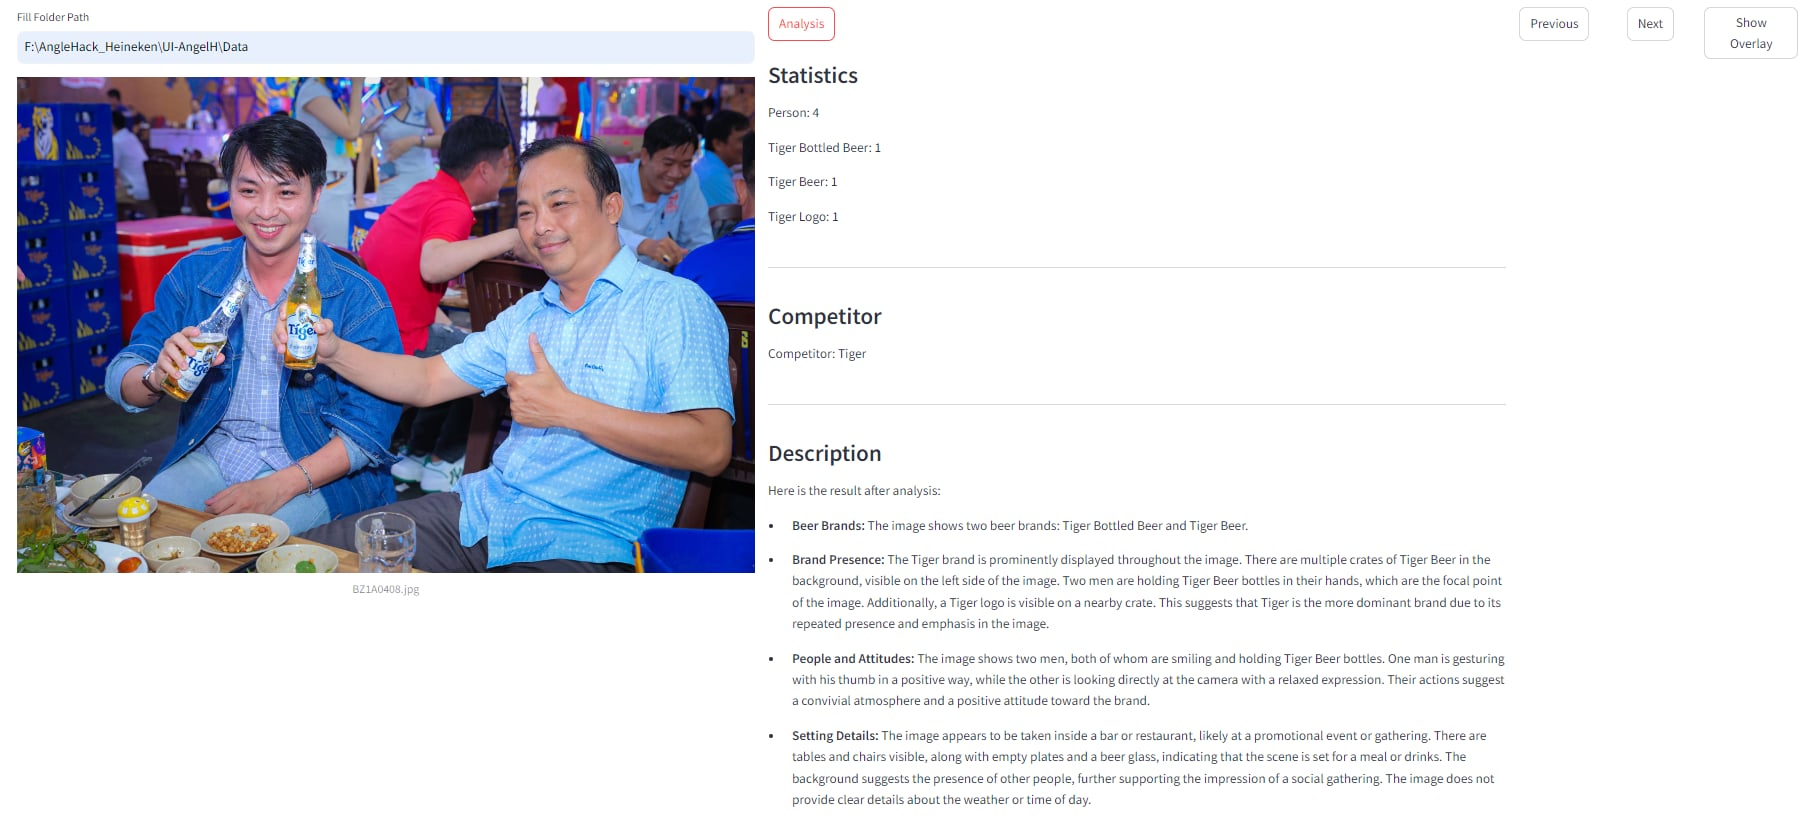 Fill Folder Path
F:\AngleHack_Heineken\UI-AngelH\Data
Tiger
Tiger
Tiger
BZ1A0408.jpg
Analysis
Previous
Next
Show
Overlay
Statistics
Person: 4
Tiger Bottled Beer: 1
Tiger Beer: 1
Tiger Logo: 1
Competitor
Competitor: Tiger
Description
Here is the result after analysis:
• Beer Brands: The image shows two beer brands: Tiger Bottled Beer and Tiger Beer.
• Brand Presence: The Tiger brand is prominently displayed throughout the image. There are multiple crates of Tiger Beer in the
background, visible on the left side of the image. Two men are holding Tiger Beer bottles in their hands, which are the focal point
of the image. Additionally, a Tiger logo is visible on a nearby crate. This suggests that Tiger is the more dominant brand due to its
repeated presence and emphasis in the image.
• People and Attitudes: The image shows two men, both of whom are smiling and holding Tiger Beer bottles. One man is gesturing
with his thumb in a positive way, while the other is looking directly at the camera with a relaxed expression. Their actions suggest
a convivial atmosphere and a positive attitude toward the brand.
• Setting Details: The image appears to be taken inside a bar or restaurant, likely at a promotional event or gathering. There are
tables and chairs visible, along with empty plates and a beer glass, indicating that the scene is set for a meal or drinks. The
background suggests the presence of other people, further supporting the impression of a social gathering. The image does not
provide clear details about the weather or time of day.